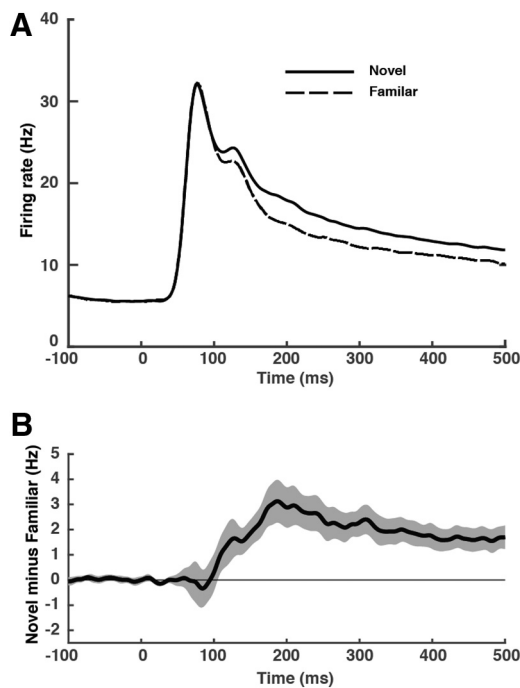 A
40
30
20
10
0
Firing rate (Hz)
Novel
Familar
-100 0 100 200 300 400 500
Time (ms)
B
5
4
3
2
1
0
-1
-2
Novel minus Familiar (Hz)
-100 0 100 200 300 400 500
Time (ms)